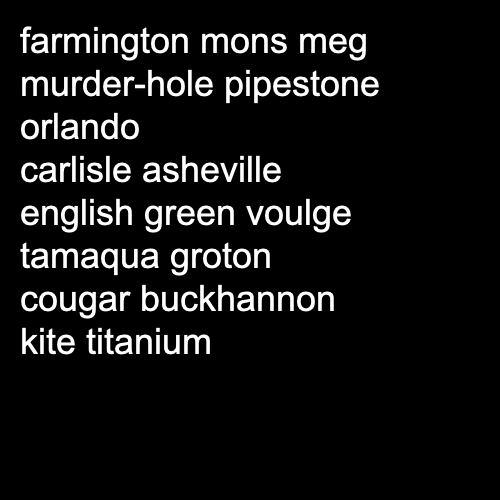 farmington mons meg
murder-hole pipestone
orlando
carlisle asheville
english green voulge
tamaqua groton
cougar buckhannon
kite titanium